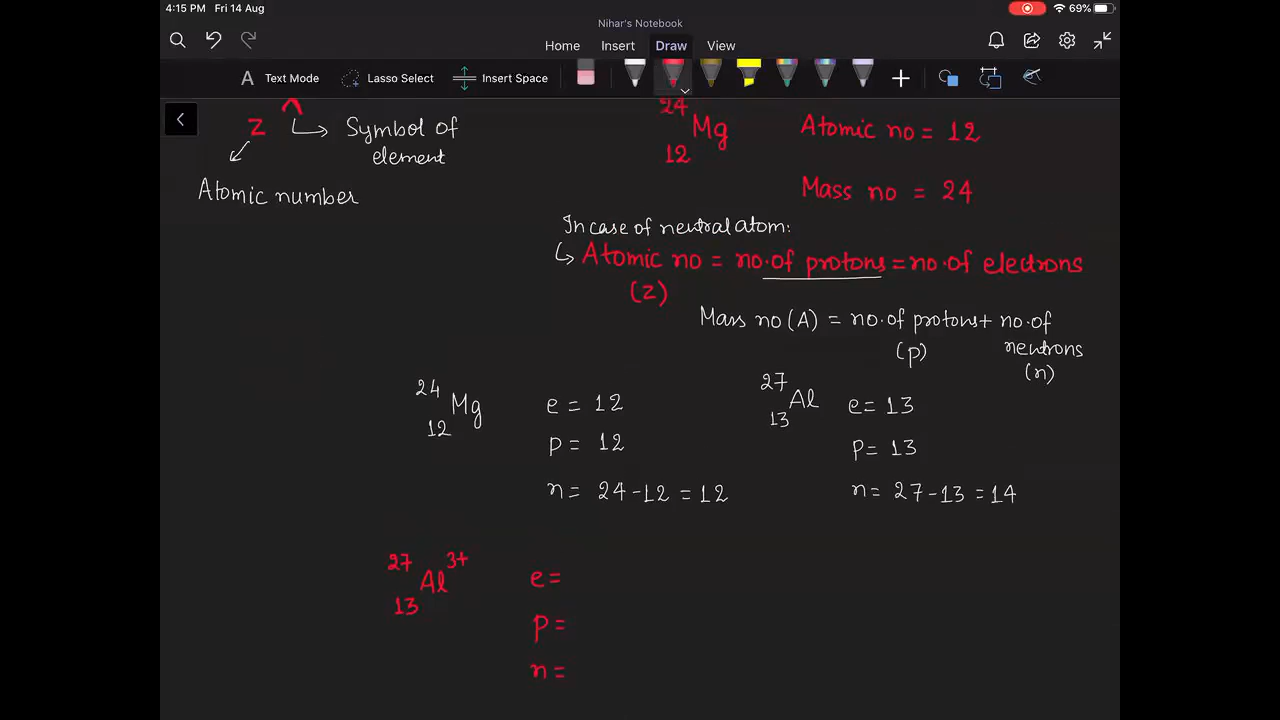 4:15 PM Fri 14 Aug
69%
Nihar's Notebook
Home Insert Draw View
Text Mode Lasso Select Insert Space
Z
Symbol of
element
Atomic number
24
Mg
12
Atomic no = 12
Mass no = 24
In case of neutral atom:
Atomic no = no.of protons = no.of electrons
(Z)
Mass no (A) = no.of protons + no.of
neutrons
(p)
(n)
24
Mg
12
e = 12
p = 12
n = 24 - 12 = 12
27
Al
13
e = 13
p = 13
n = 27 - 13 = 14
27 3+
Al
13
e =
p =
n =